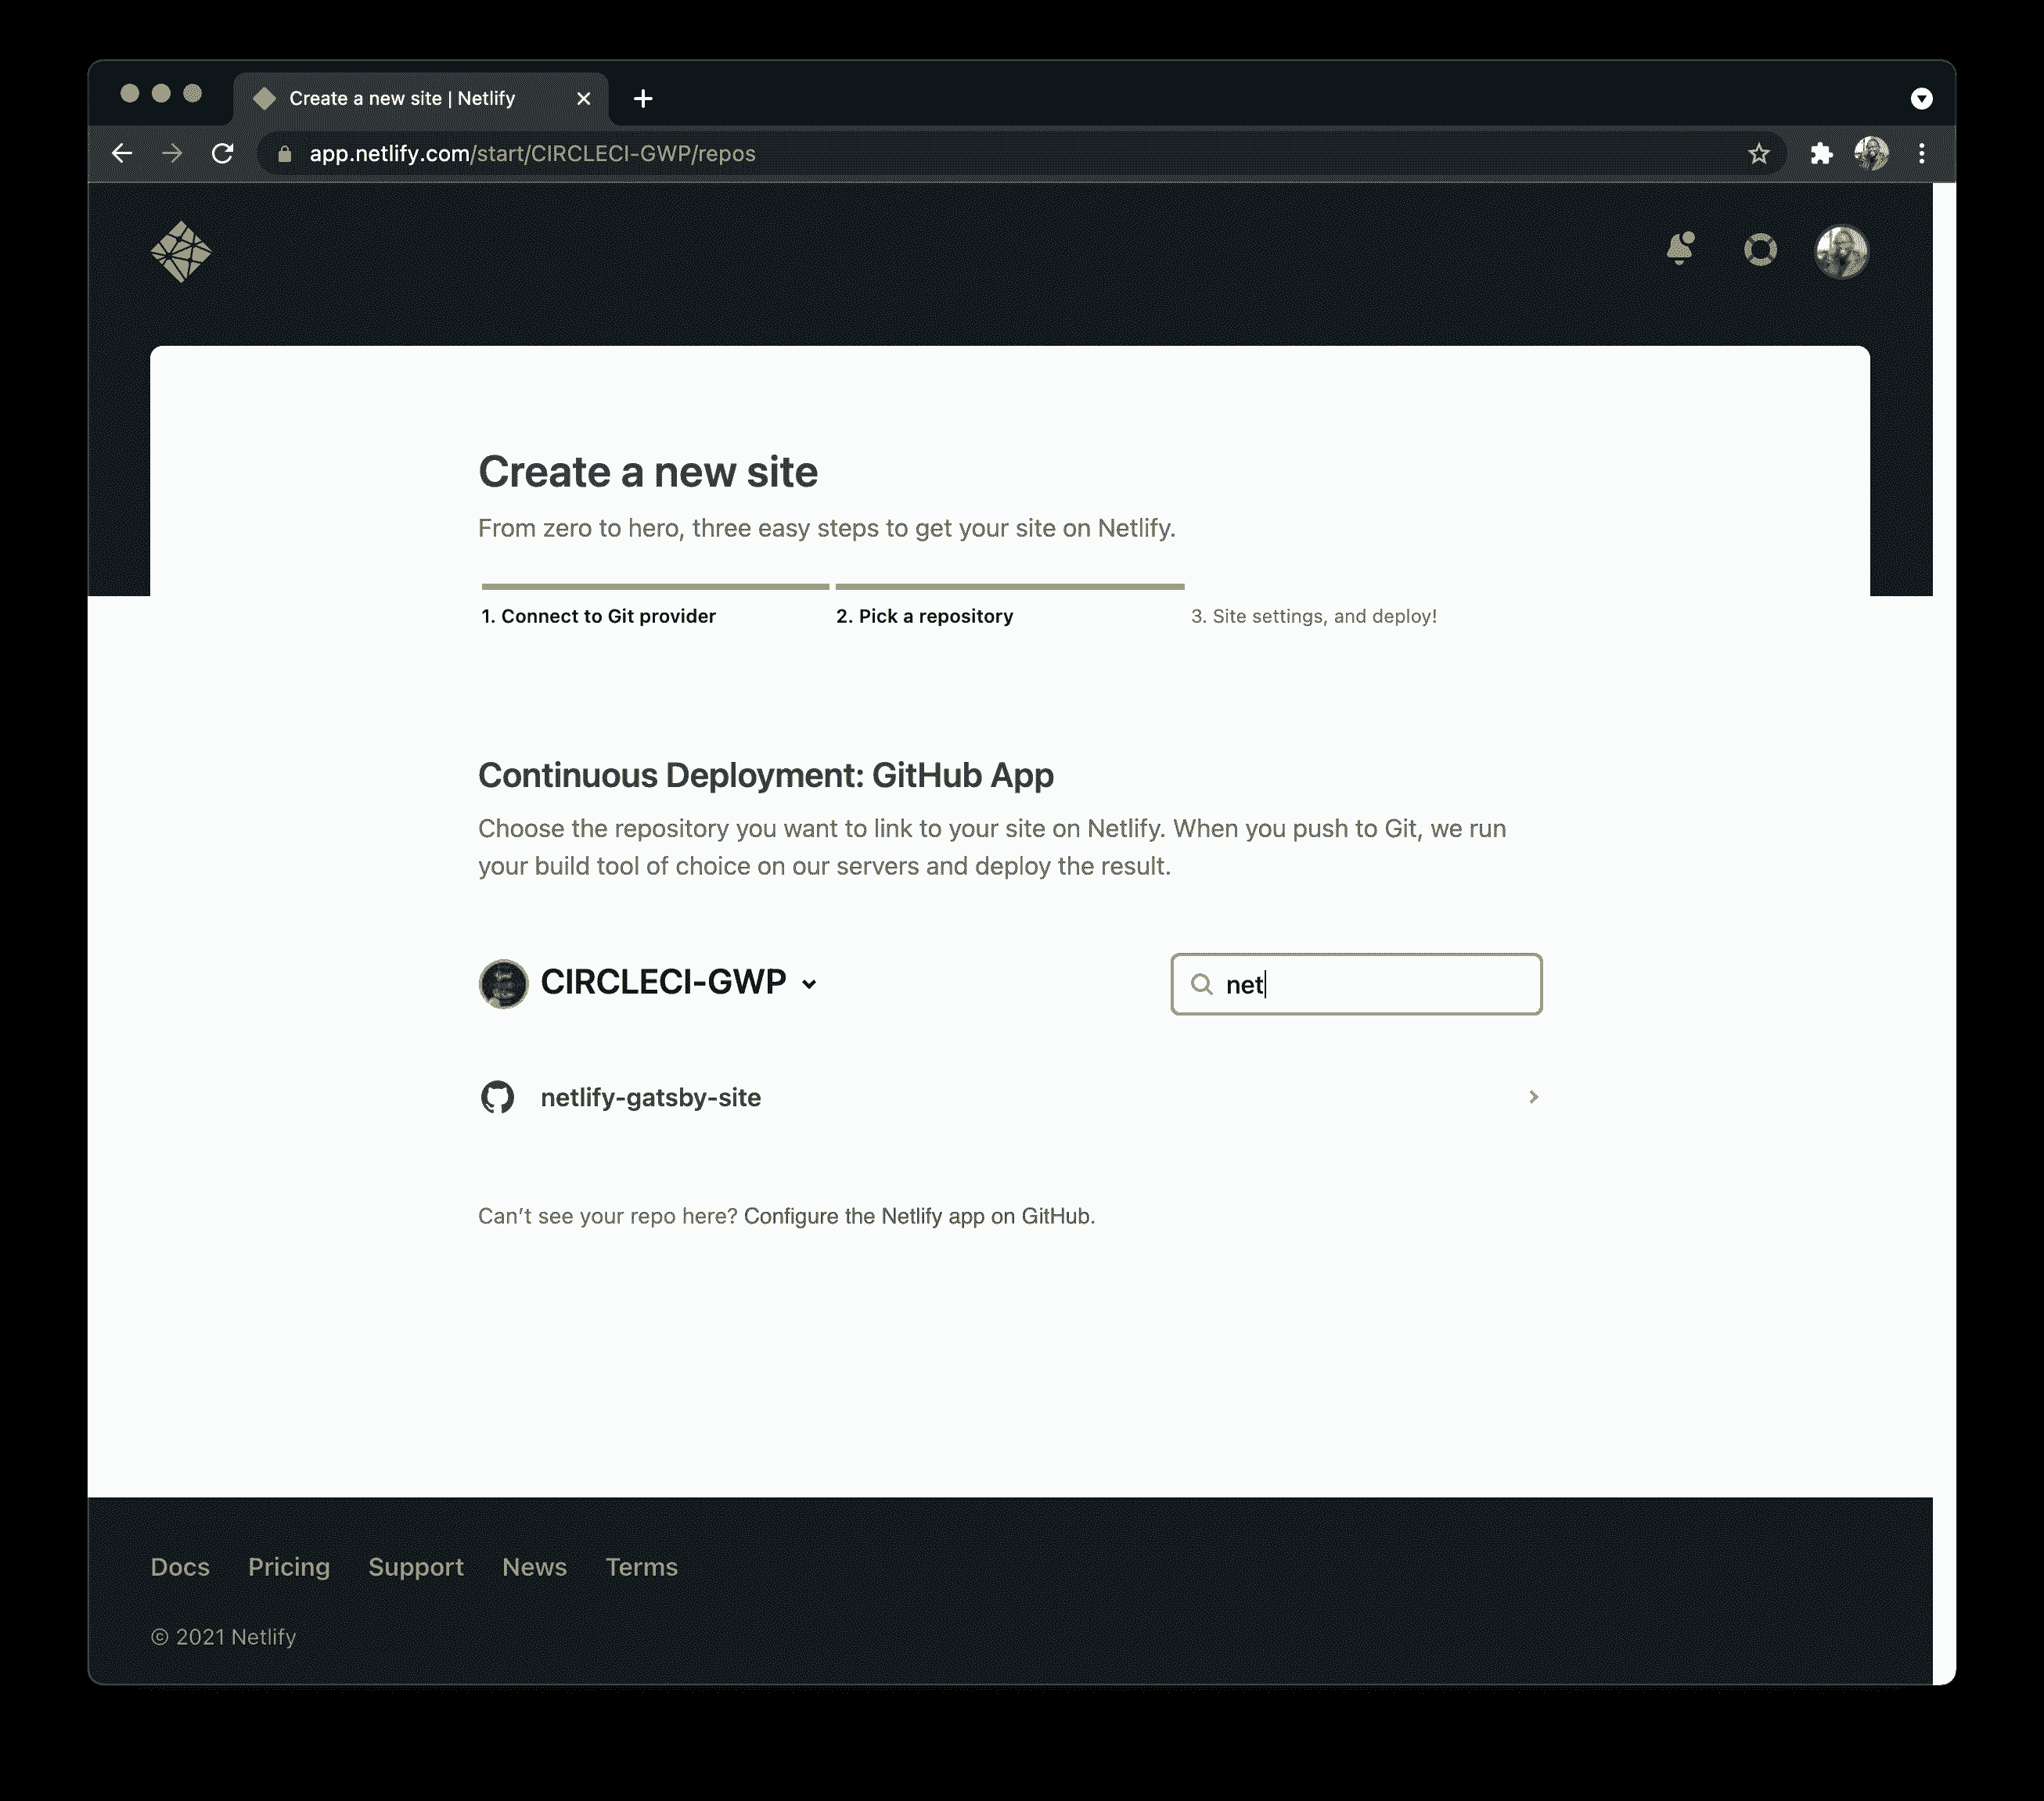 Create a new site | Netlify
app.netlify.com/start/CIRCLECI-GWP/repos
Create a new site
From zero to hero, three easy steps to get your site on Netlify.
1. Connect to Git provider
2. Pick a repository
3. Site settings, and deploy!
Continuous Deployment: GitHub App
Choose the repository you want to link to your site on Netlify. When you push to Git, we run
your build tool of choice on our servers and deploy the result.
CIRCLECI-GWP
net
netlify-gatsby-site
Can’t see your repo here? Configure the Netlify app on GitHub.
Docs Pricing Support News Terms
© 2021 Netlify